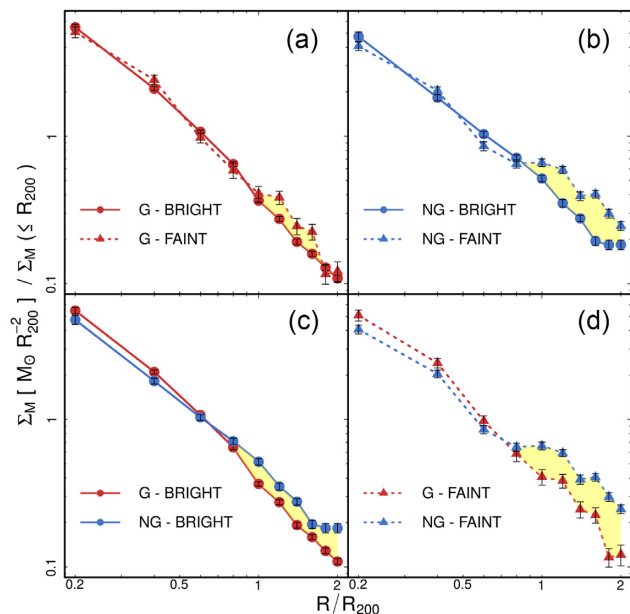 (a)
(b)
1
G - BRIGHT
G - FAINT
NG - BRIGHT
NG - FAINT
0.1
Σ_M [ M_⊙ R_200^-2 ] / Σ_M (≤ R_200)
(c)
(d)
1
G - BRIGHT
NG - BRIGHT
G - FAINT
NG - FAINT
0.1
0.2 0.5 1 2 0.2 0.5 1 2
R/R_200